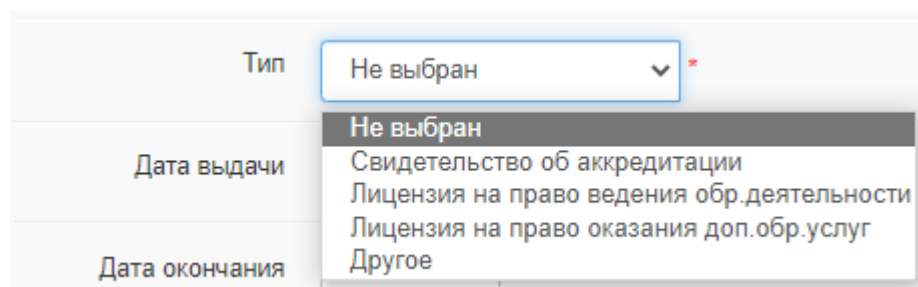 Тип
Не выбран
*
Не выбран
Свидетельство об аккредитации
Дата выдачи
Лицензия на право ведения обр.деятельности
Лицензия на право оказания доп.обр.услуг
Другое
Дата окончания